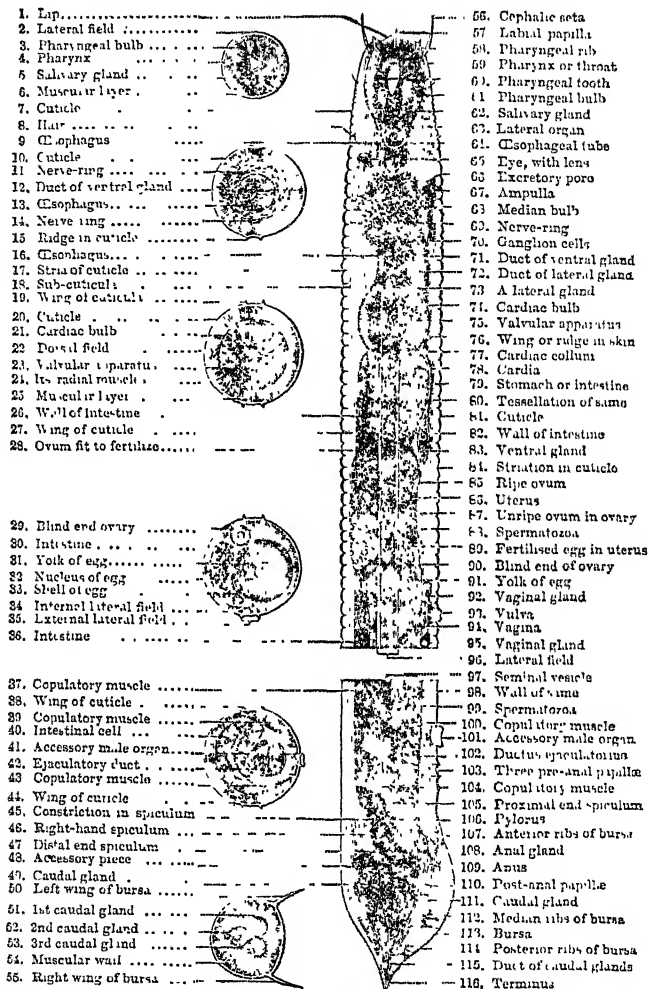 1. Lip
2. Lateral field
3. Pharyngeal bulb
4. Pharynx
5 Salivary gland
6. Muscular layer
7. Cuticle
8. Hair
9 Œsophagus
10. Cuticle
11 Nerve-ring
12. Duct of ventral gland
13. Œsophagus
14. Nerve ring
15 Ridge in cuticle
16. Œsophagus
17. Striæ of cuticle
18. Sub-cuticula
19. Wing of cuticula
20. Cuticle
21. Cardiac bulb
22 Dorsal field
23. Valvular apparatus
24. Its radial muscles
25 Muscular layer
26. Wall of Intestine
27. Wing of cuticle
28. Ovum fit to fertilize
29. Blind end ovary
30. Intestine
31. Yolk of egg
32 Nucleus of egg
33. Shell of egg
34 Internal lateral field
35. External lateral field
36. Intestine
37. Copulatory muscle
38. Wing of cuticle
39 Copulatory muscle
40. Intestinal cell
41. Accessory male organ
42. Ejaculatory duct
43 Copulatory muscle
44. Wing of cuticle
45. Constriction in spiculum
46. Right-hand spiculum
47 Distal end spiculum
48. Accessory piece
49. Caudal gland
50 Left wing of bursa
51. 1st caudal gland
52. 2nd caudal gland
53. 3rd caudal gland
54. Muscular wall
55. Right wing of bursa
56. Cephalic seta
57 Labial papilla
58. Pharyngeal rib
59 Pharynx or throat
60. Pharyngeal tooth
61 Pharyngeal bulb
62. Salivary gland
63. Lateral organ
64. Œsophageal tube
65 Eye, with lens
66 Excretory pore
67. Ampulla
68 Median bulb
69. Nerve-ring
70. Ganglion cells
71. Duct of ventral gland
72. Duct of lateral gland
73 A lateral gland
74. Cardiac bulb
75. Valvular apparatus
76. Wing or ridge in skin
77. Cardiac collum
78. Cardia
79. Stomach or intestine
80. Tessellation of same
81. Cuticle
82. Wall of intestine
83. Ventral gland
84. Striation in cuticle
85 Ripe ovum
86. Uterus
87. Unripe ovum in ovary
88. Spermatozoa
89. Fertilised egg in uterus
90. Blind end of ovary
91. Yolk of egg
92. Vaginal gland
93. Vulva
94. Vagina
95. Vaginal gland
96. Lateral field
97. Seminal vesicle
98. Wall of same
99. Spermatozoa
100. Copulatory muscle
101. Accessory male organ
102. Ductus ejaculatorius
103. Three pre-anal papillæ
104. Copulatory muscle
105. Proximal end spiculum
106. Pylorus
107. Anterior ribs of bursa
108. Anal gland
109. Anus
110. Post-anal papillæ
111. Caudal gland
112. Median ribs of bursa
113. Bursa
114 Posterior ribs of bursa
115. Duct of caudal glands
116. Terminus